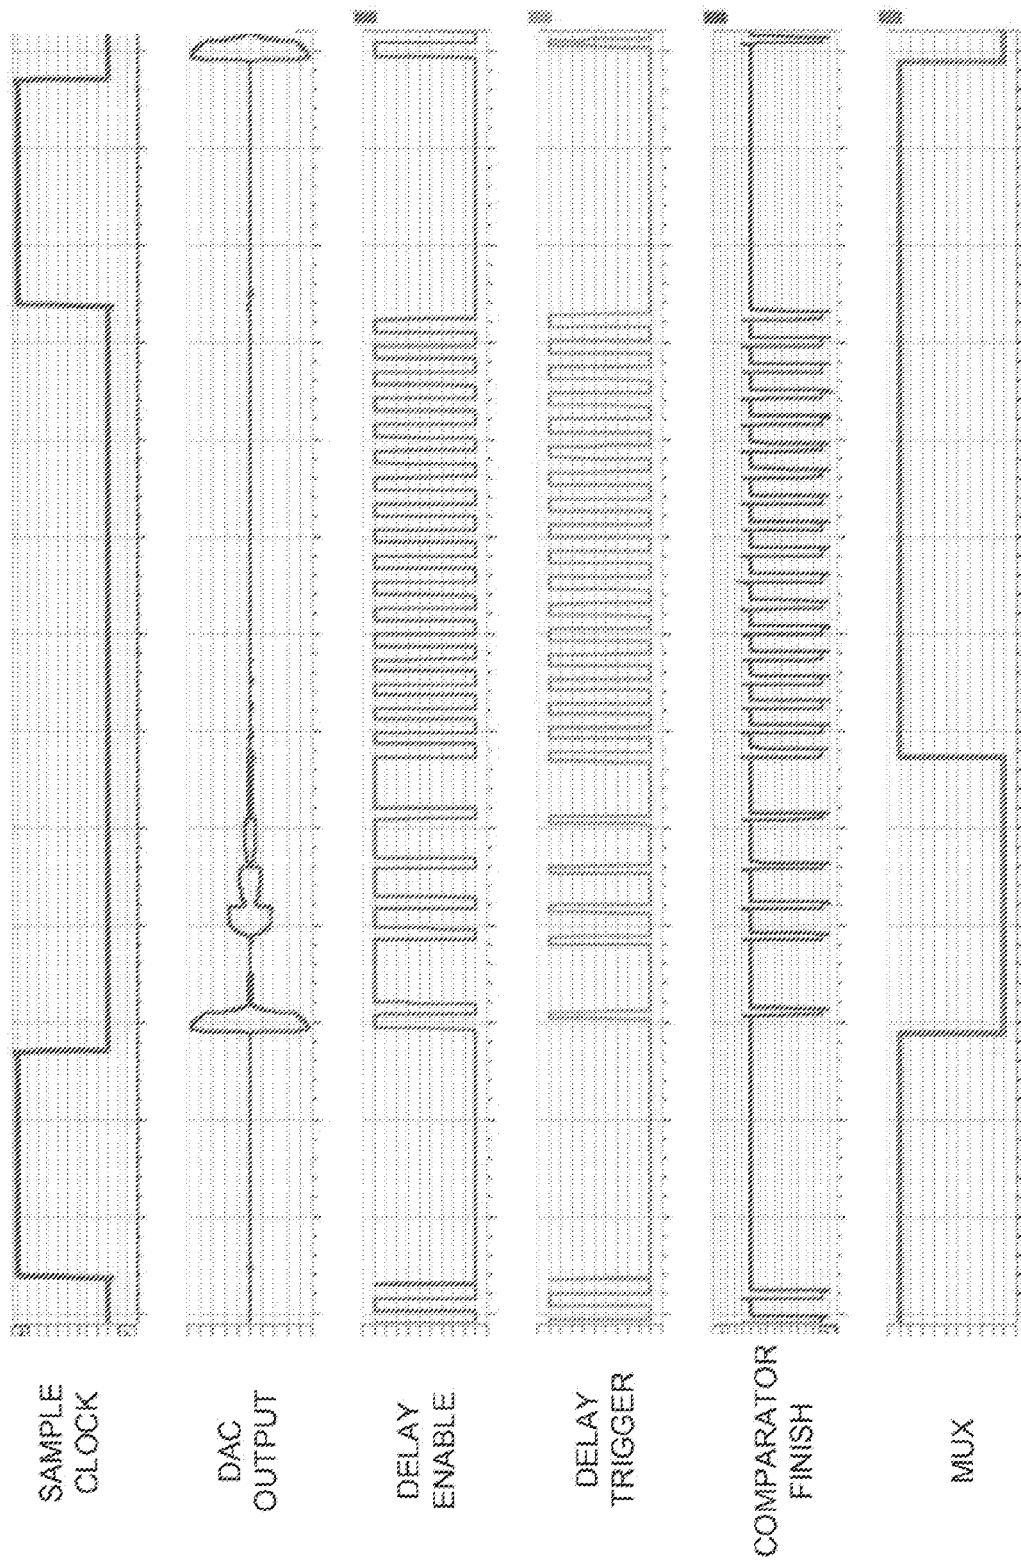 SAMPLE
CLOCK
DAC
OUTPUT
DELAY
ENABLE
DELAY
TRIGGER
COMPARATOR
FINISH
MUX